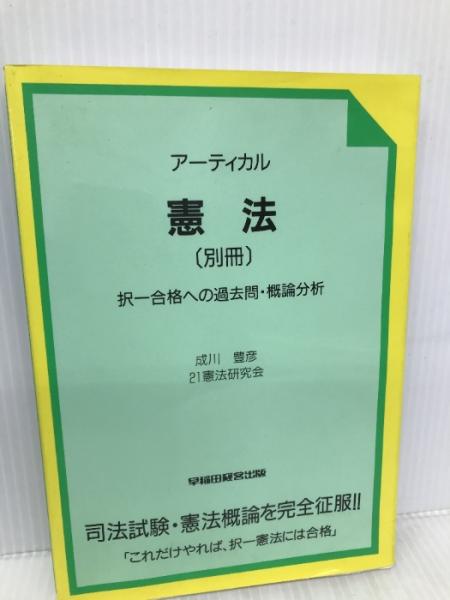 アーティカル
憲法
〔別冊〕
択一合格への過去問・概論分析
成川 豊彦
21憲法研究会
早稲田経営出版
司法試験・憲法概論を完全征服!!
「これだけやれば、択一憲法には合格」